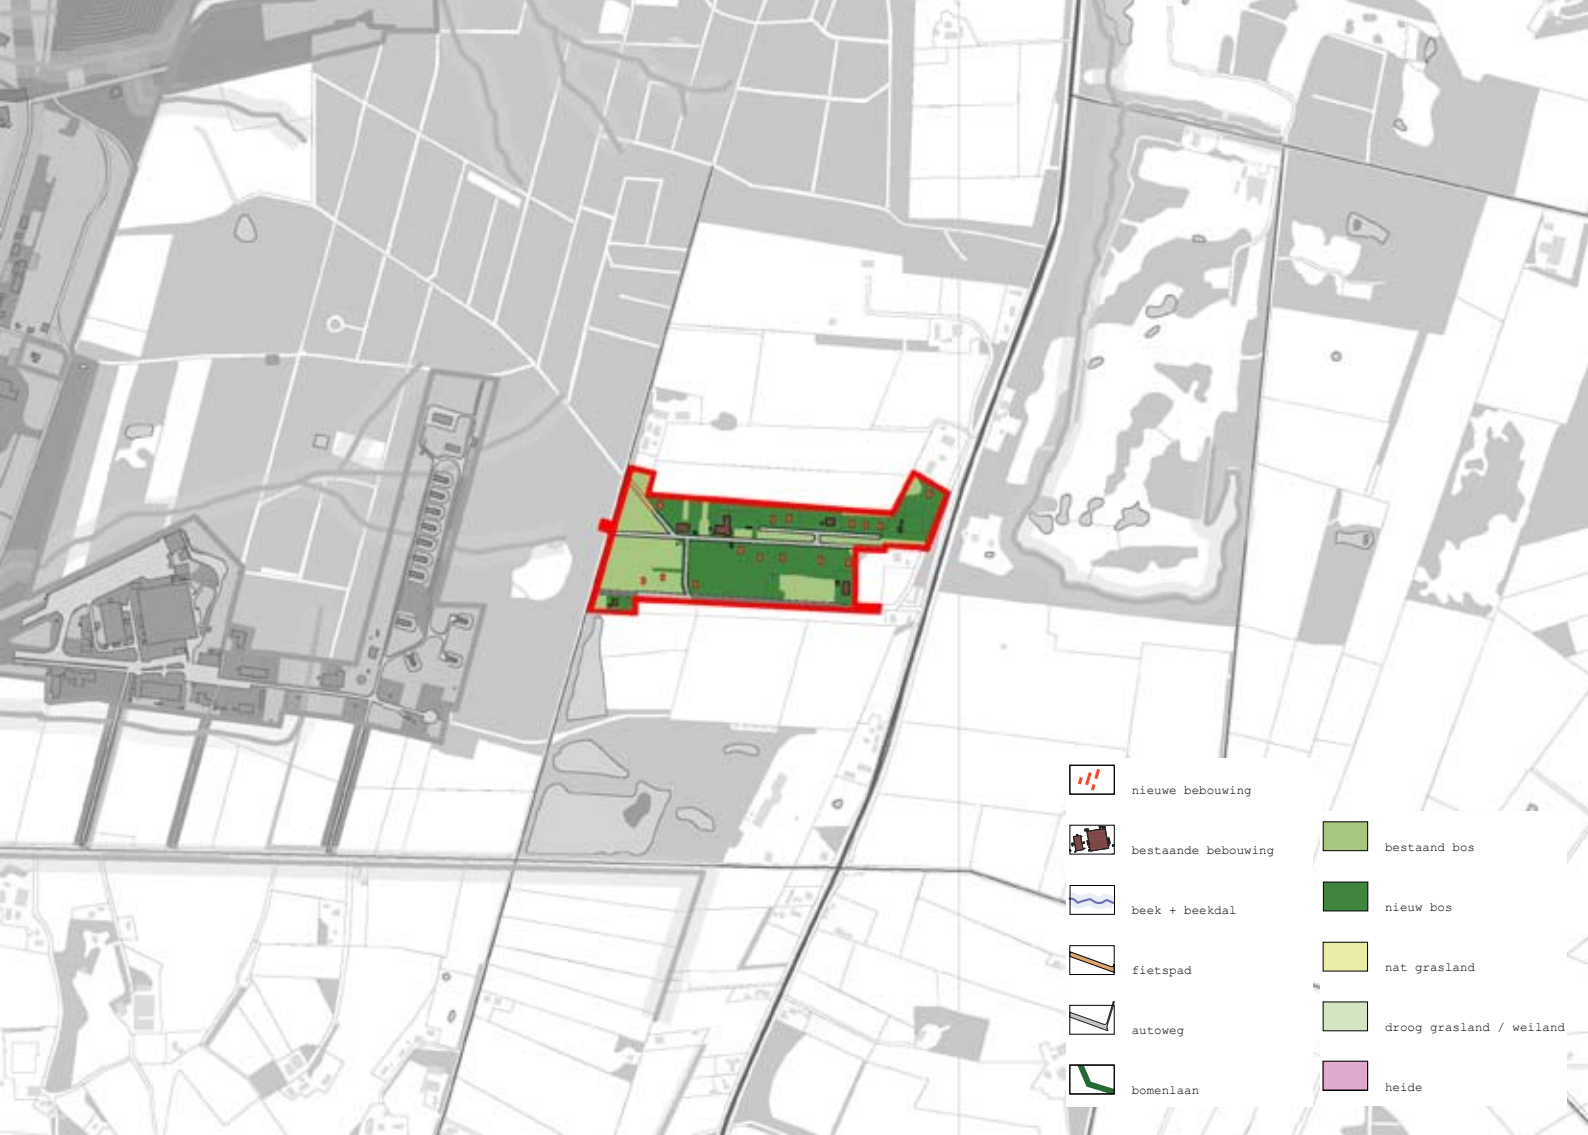 nieuwe bebouwing
bestaande bebouwing
beek + beekdal
fietspad
autoweg
bomenlaan
bestaand bos
nieuw bos
nat grasland
droog grasland / weiland
heide